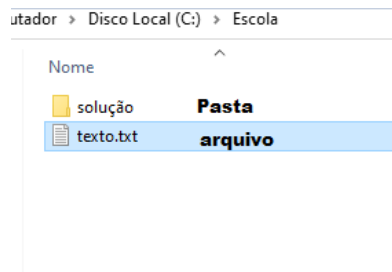 utador > Disco Local (C:) > Escola
Nome
solução Pasta
texto.txt arquivo